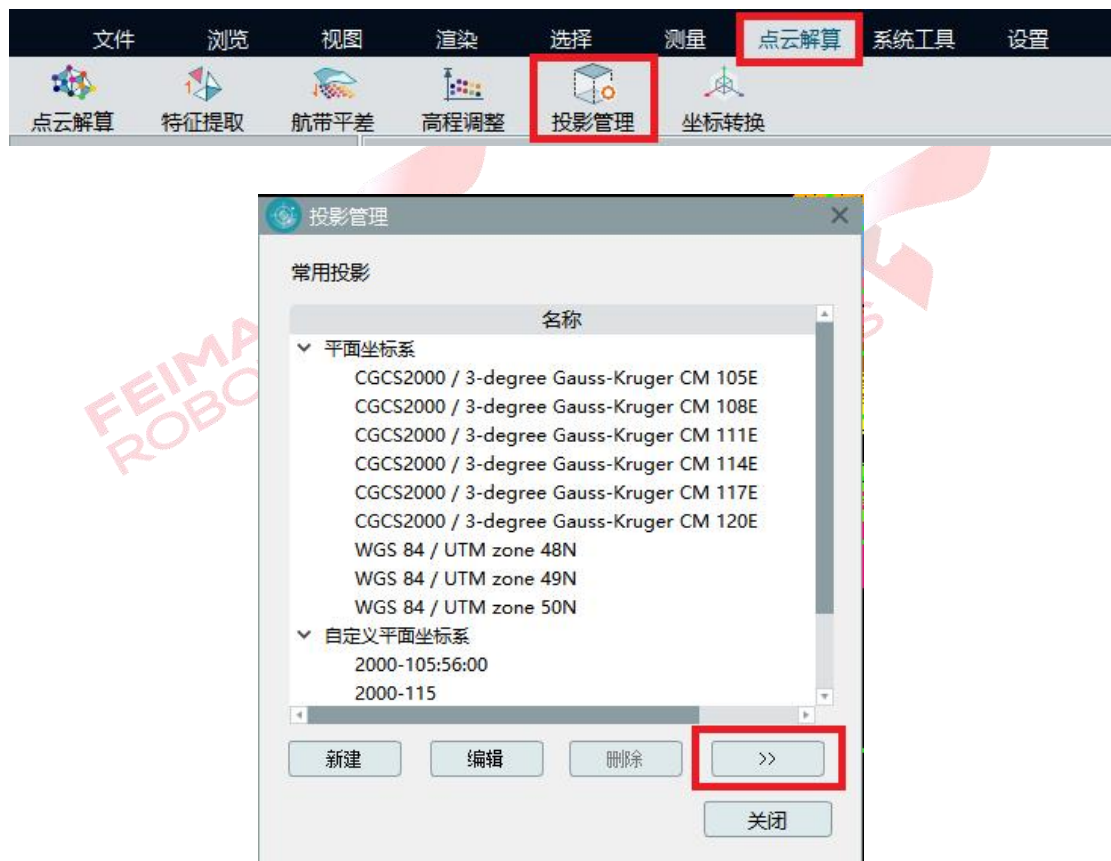 文件 浏览 视图 渲染 选择 测量 点云解算 系统工具 设置
点云解算 特征提取 航带平差 高程调整 投影管理 坐标转换
投影管理
常用投影
名称
平面坐标系
CGCS2000 / 3-degree Gauss-Kruger CM 105E
CGCS2000 / 3-degree Gauss-Kruger CM 108E
CGCS2000 / 3-degree Gauss-Kruger CM 111E
CGCS2000 / 3-degree Gauss-Kruger CM 114E
CGCS2000 / 3-degree Gauss-Kruger CM 117E
CGCS2000 / 3-degree Gauss-Kruger CM 120E
WGS 84 / UTM zone 48N
WGS 84 / UTM zone 49N
WGS 84 / UTM zone 50N
自定义平面坐标系
2000-105:56:00
2000-115
新建 编辑 删除 >>
关闭